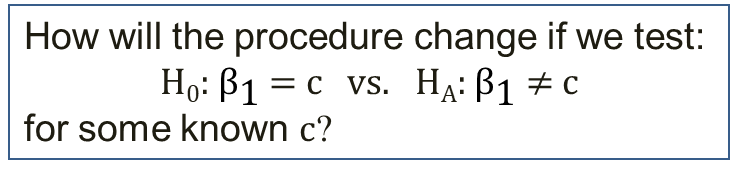 How will the procedure change if we test:
H₀: β₁ = c vs. H_A: β₁ ≠ c
for some known c?